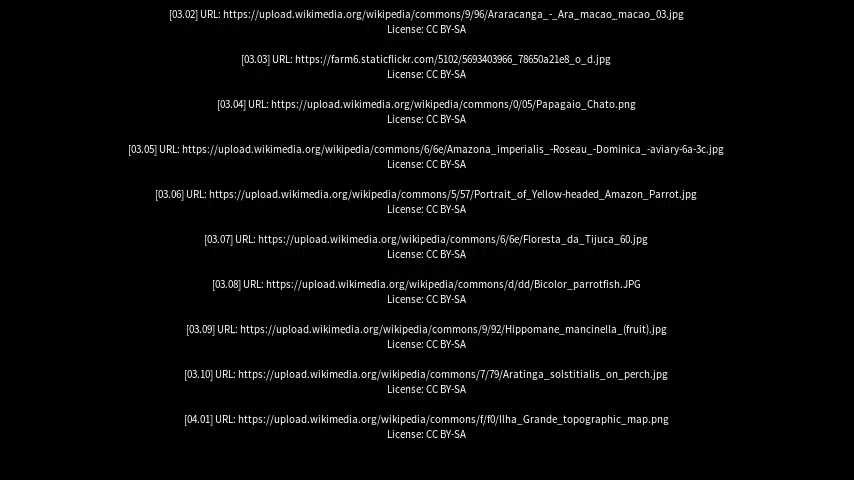 [03.02] URL: https://upload.wikimedia.org/wikipedia/commons/9/96/Araracanga_-_Ara_macao_macao_03.jpg
License: CC BY-SA
[03.03] URL: https://farm6.staticflickr.com/5102/5693403966_78650a21e8_o_d.jpg
License: CC BY-SA
[03.04] URL: https://upload.wikimedia.org/wikipedia/commons/0/05/Papagaio_Chato.png
License: CC BY-SA
[03.05] URL: https://upload.wikimedia.org/wikipedia/commons/6/6e/Amazona_imperialis_-Roseau_-Dominica_-aviary-6a-3c.jpg
License: CC BY-SA
[03.06] URL: https://upload.wikimedia.org/wikipedia/commons/5/57/Portrait_of_Yellow-headed_Amazon_Parrot.jpg
License: CC BY-SA
[03.07] URL: https://upload.wikimedia.org/wikipedia/commons/6/6e/Floresta_da_Tijuca_60.jpg
License: CC BY-SA
[03.08] URL: https://upload.wikimedia.org/wikipedia/commons/d/dd/Bicolor_parrotfish.JPG
License: CC BY-SA
[03.09] URL: https://upload.wikimedia.org/wikipedia/commons/9/92/Hippomane_mancinella_(fruit).jpg
License: CC BY-SA
[03.10] URL: https://upload.wikimedia.org/wikipedia/commons/7/79/Aratinga_solstitialis_on_perch.jpg
License: CC BY-SA
[04.01] URL: https://upload.wikimedia.org/wikipedia/commons/f/f0/Ilha_Grande_topographic_map.png
License: CC BY-SA